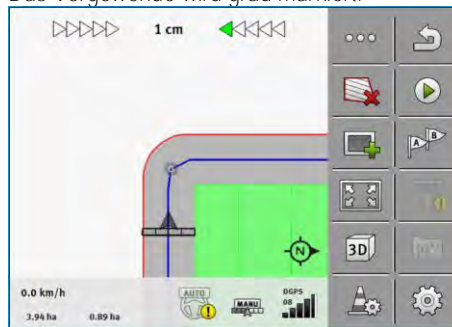 Das Vorgewende wird grau markiert.
1 cm
A B
3D
0.0 km/h
3.94 ha 0.89 ha
AUTO
MANU
DGPS
08
N